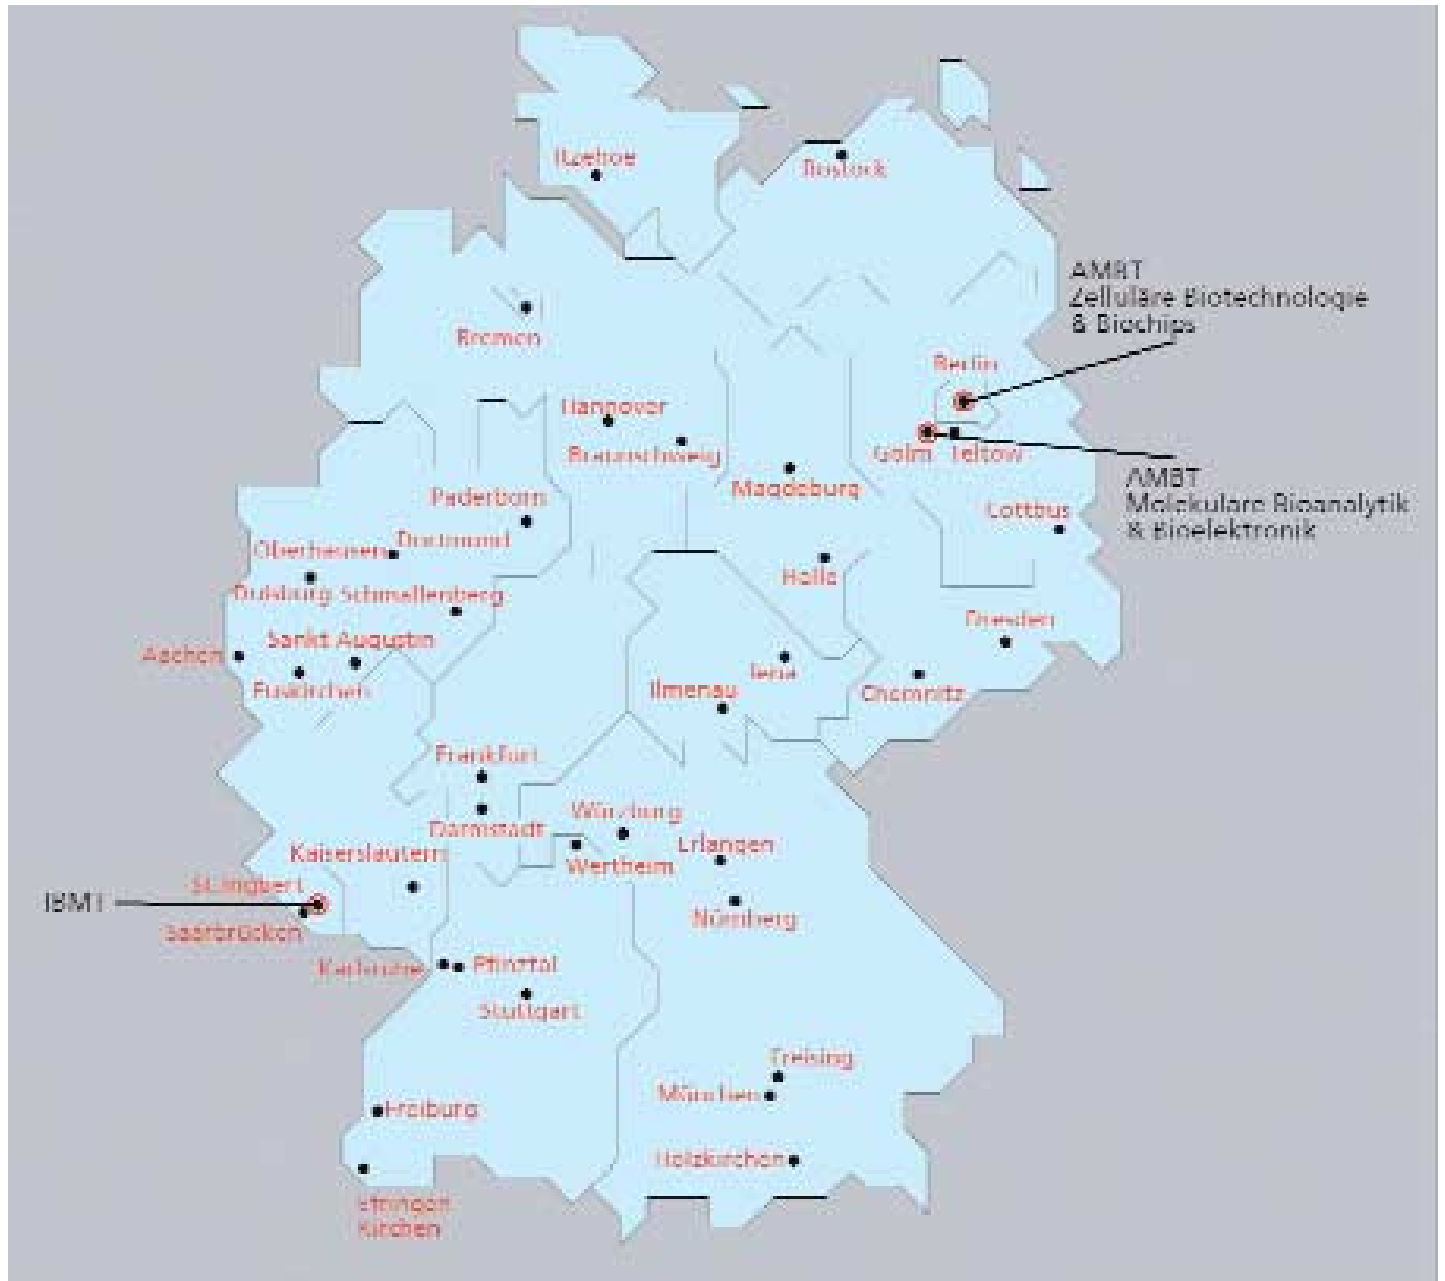 Itzehoe
Rostock
AMBT
Zelluläre Biotechnologie
& Biochips
Bremen
Berlin
Hannover
Braunschweig
Golm Teltow
Magdeburg
AMBT
Molekulare Bioanalytik
& Bioelektronik
Paderborn
Cottbus
Dortmund
Oberhausen
Halle
Duisburg Schmallenberg
Dresden
Sankt Augustin
Aachen
Jena
Euskirchen
Ilmenau
Chemnitz
Frankfurt
Würzburg
Darmstadt
Erlangen
Kaiserslautern
Wertheim
St. Ingbert
IBMT
Nürnberg
Saarbrücken
Karlsruhe
Pfinztal
Stuttgart
Freising
München
Freiburg
Holzkirchen
Efringen
Kirchen